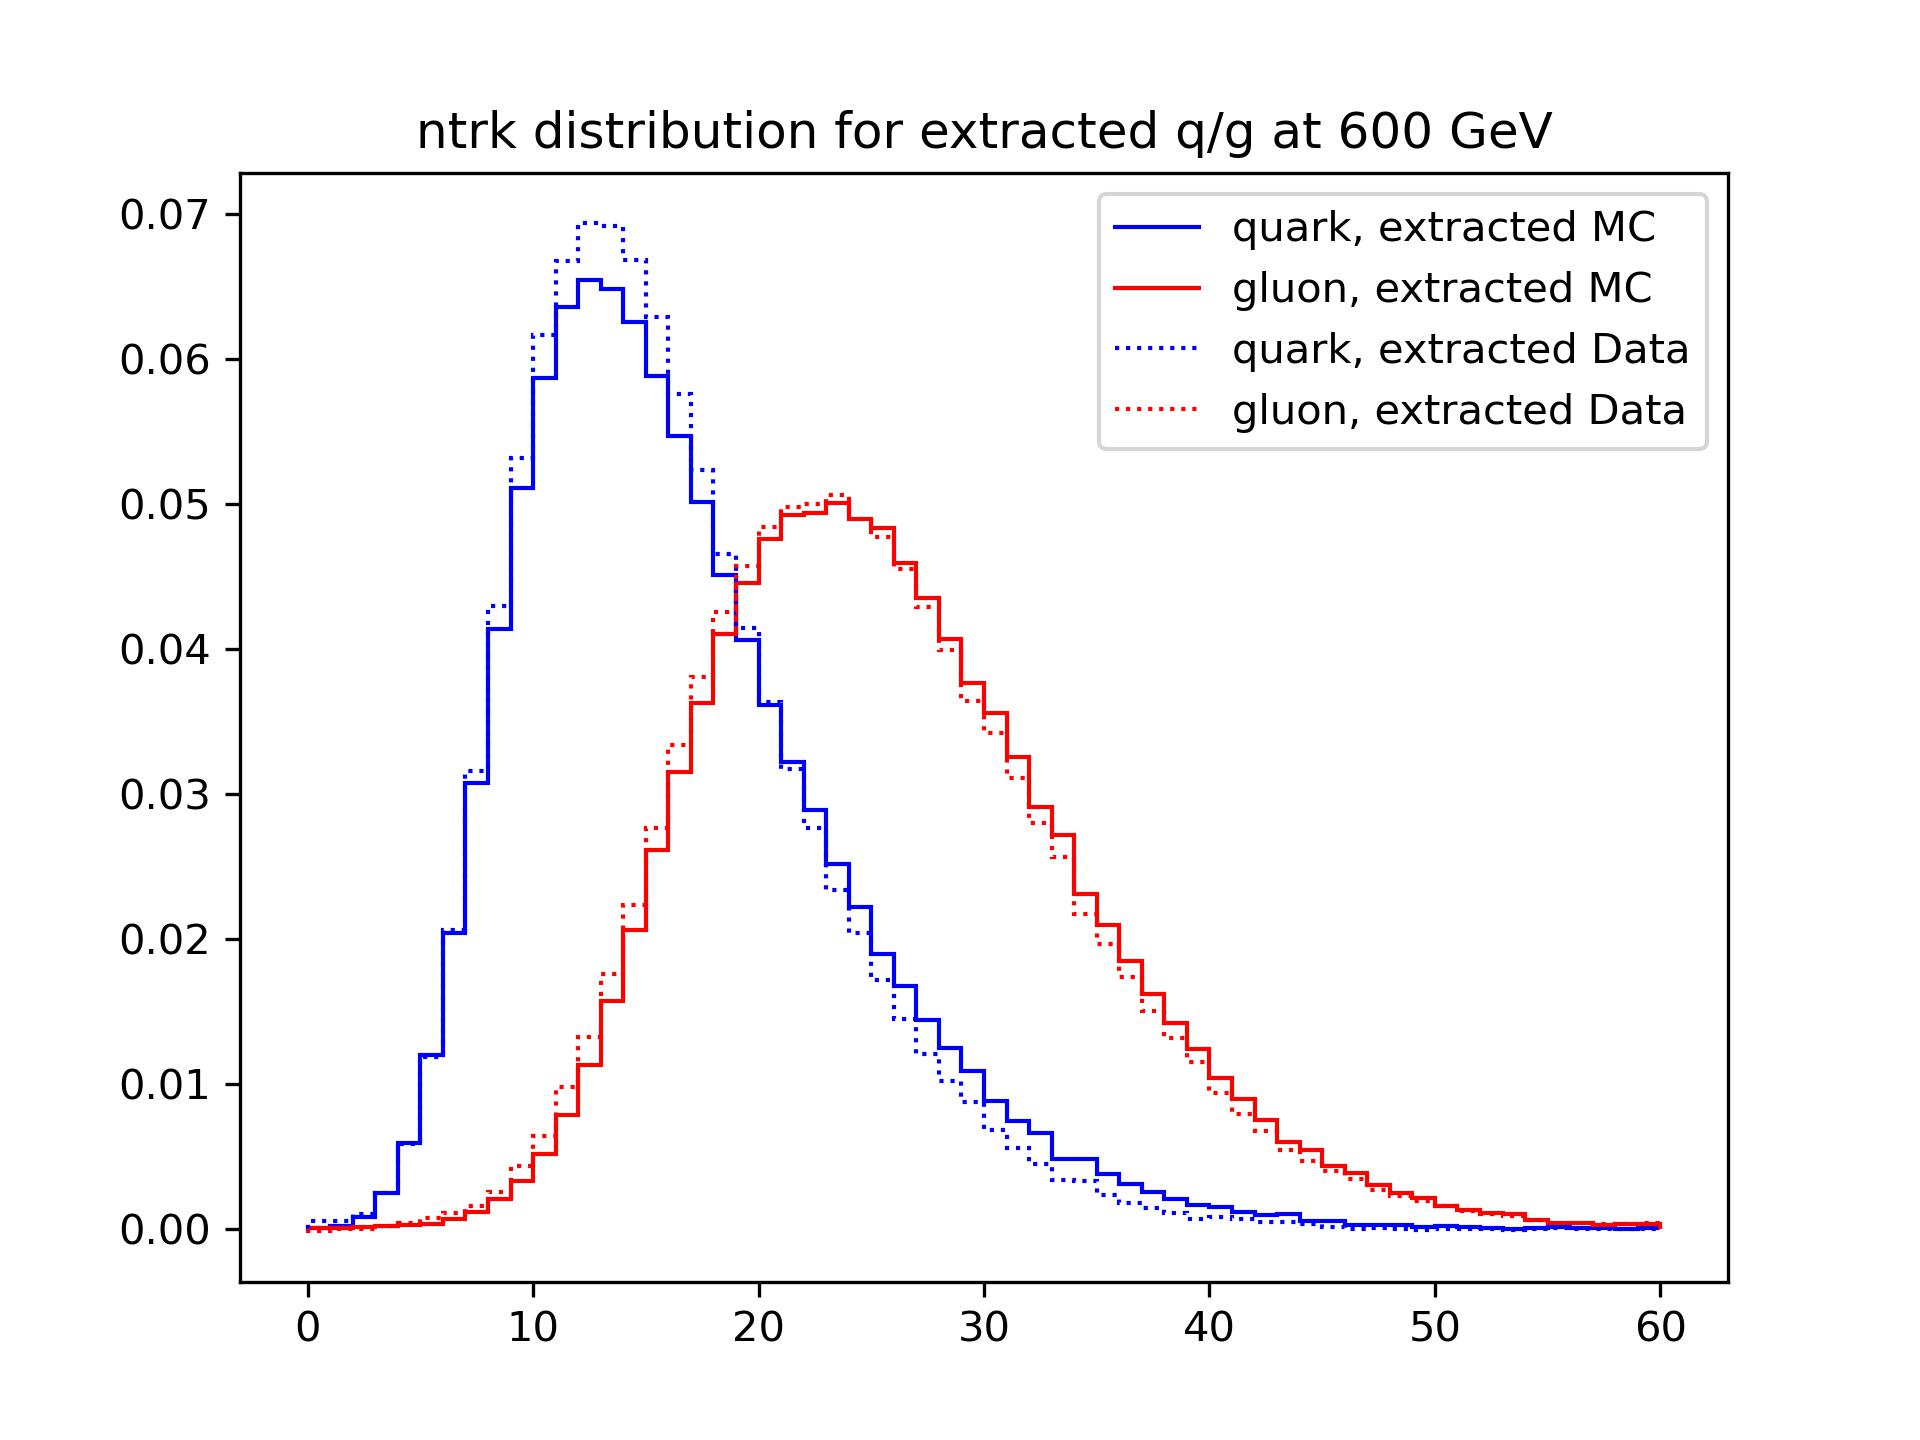 ntrk distribution for extracted q/g at 600 GeV
quark, extracted MC
gluon, extracted MC
quark, extracted Data
gluon, extracted Data
0.07
0.06
0.05
0.04
0.03
0.02
0.01
0.00
0 10 20 30 40 50 60